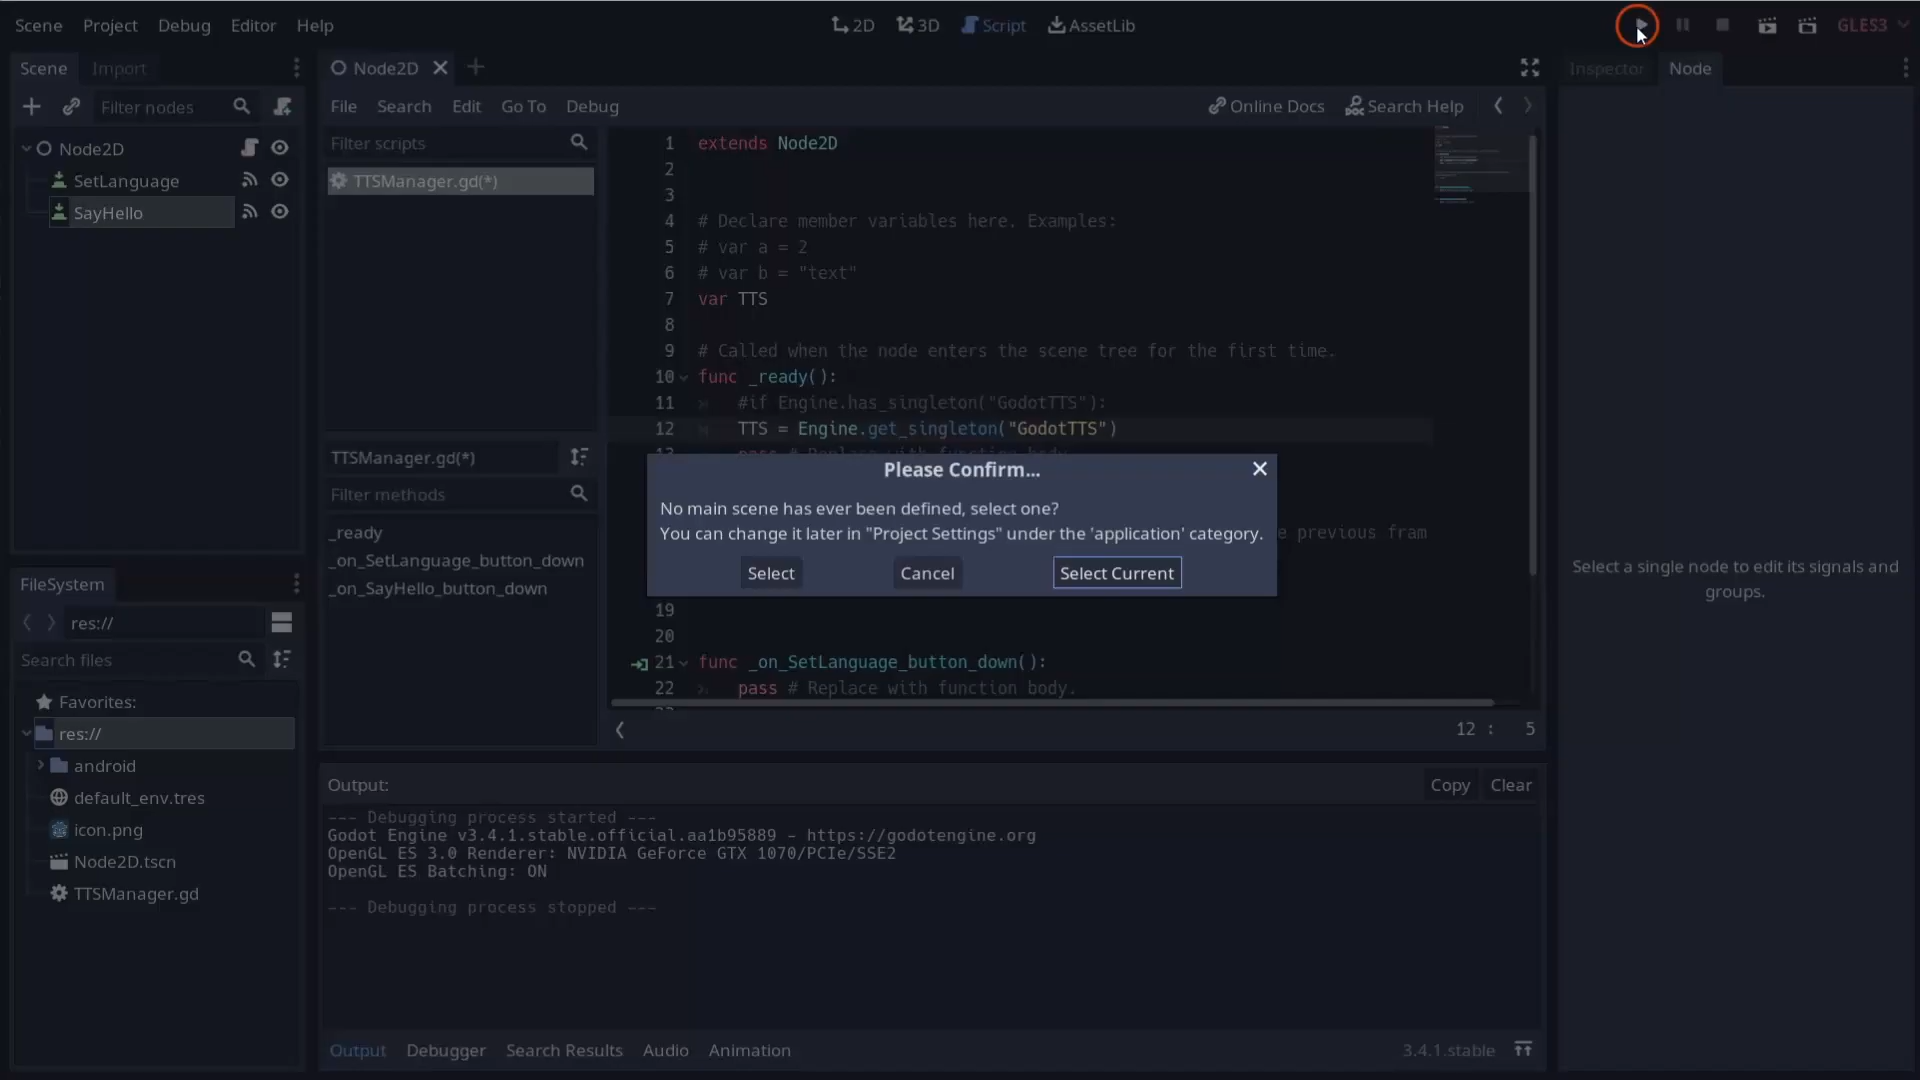 Scene Project Debug Editor Help
2D 3D Script AssetLib
GLES3
Scene Import
Filter nodes
Node2D
SetLanguage
SayHello
FileSystem
res://
Search files
Favorites:
res://
android
default_env.tres
icon.png
Node2D.tscn
TTSManager.gd
Node2D
File Search Edit Go To Debug
Online Docs Search Help
Filter scripts
TTSManager.gd(*)
TTSManager.gd(*)
Filter methods
_ready
_on_SetLanguage_button_down
_on_SayHello_button_down
1 extends Node2D
2
3
4 # Declare member variables here. Examples:
5 # var a = 2
6 # var b = "text"
7 var TTS
8
9 # Called when the node enters the scene tree for the first time.
10 func _ready():
11 #if Engine.has_singleton("GodotTTS"):
12 TTS = Engine.get_singleton("GodotTTS")
13 pass # Replace with function body.
e previous fram
19
20
21 func _on_SetLanguage_button_down():
22 pass # Replace with function body.
12 : 5
Please Confirm...
No main scene has ever been defined, select one?
You can change it later in "Project Settings" under the 'application' category.
Select Cancel Select Current
Output:
Copy Clear
--- Debugging process started ---
Godot Engine v3.4.1.stable.official.aa1b95889 - https://godotengine.org
OpenGL ES 3.0 Renderer: NVIDIA GeForce GTX 1070/PCIe/SSE2
OpenGL ES Batching: ON
--- Debugging process stopped ---
Output Debugger Search Results Audio Animation
3.4.1.stable
Inspector Node
Select a single node to edit its signals and
groups.